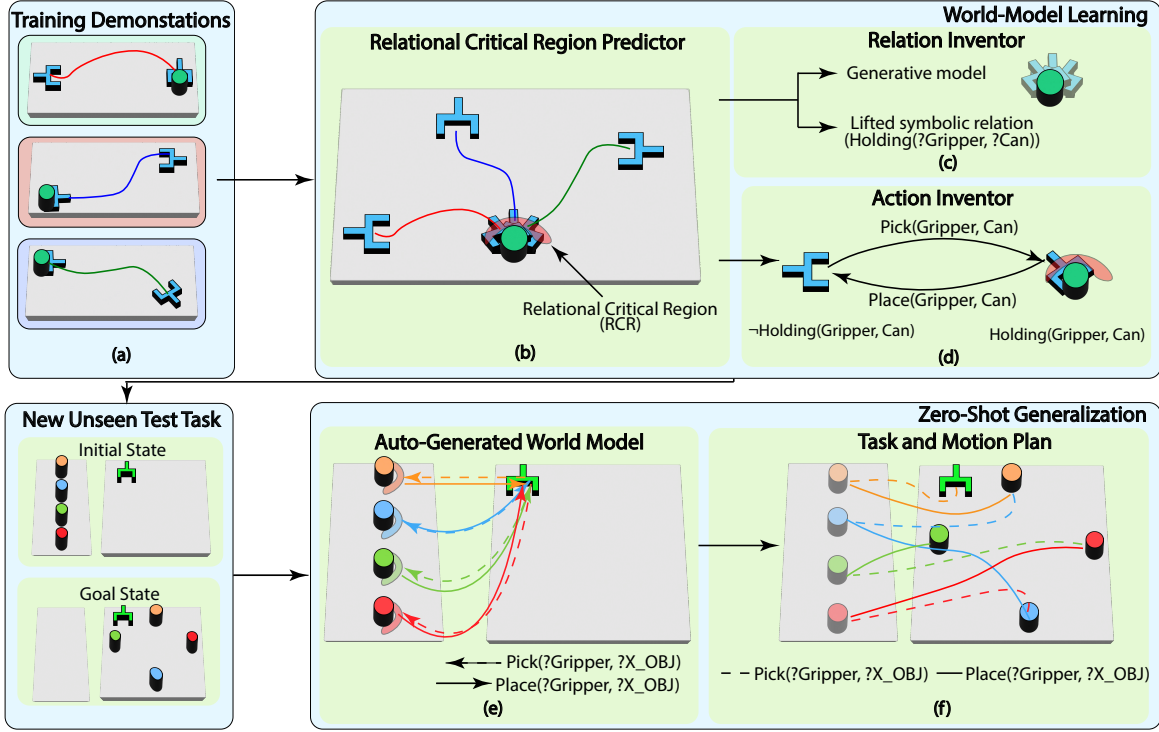 Training Demonstations
(a)
World-Model Learning
Relational Critical Region Predictor
Relational Critical Region
(RCR)
(b)
Relation Inventor
Generative model
Lifted symbolic relation
(Holding(?Gripper, ?Can))
(c)
Action Inventor
Pick(Gripper, Can)
Place(Gripper, Can)
¬Holding(Gripper, Can)
Holding(Gripper, Can)
(d)
New Unseen Test Task
Initial State
Goal State
Zero-Shot Generalization
Auto-Generated World Model
Pick(?Gripper, ?X_OBJ)
Place(?Gripper, ?X_OBJ)
(e)
Task and Motion Plan
Pick(?Gripper, ?X_OBJ)
Place(?Gripper, ?X_OBJ)
(f)